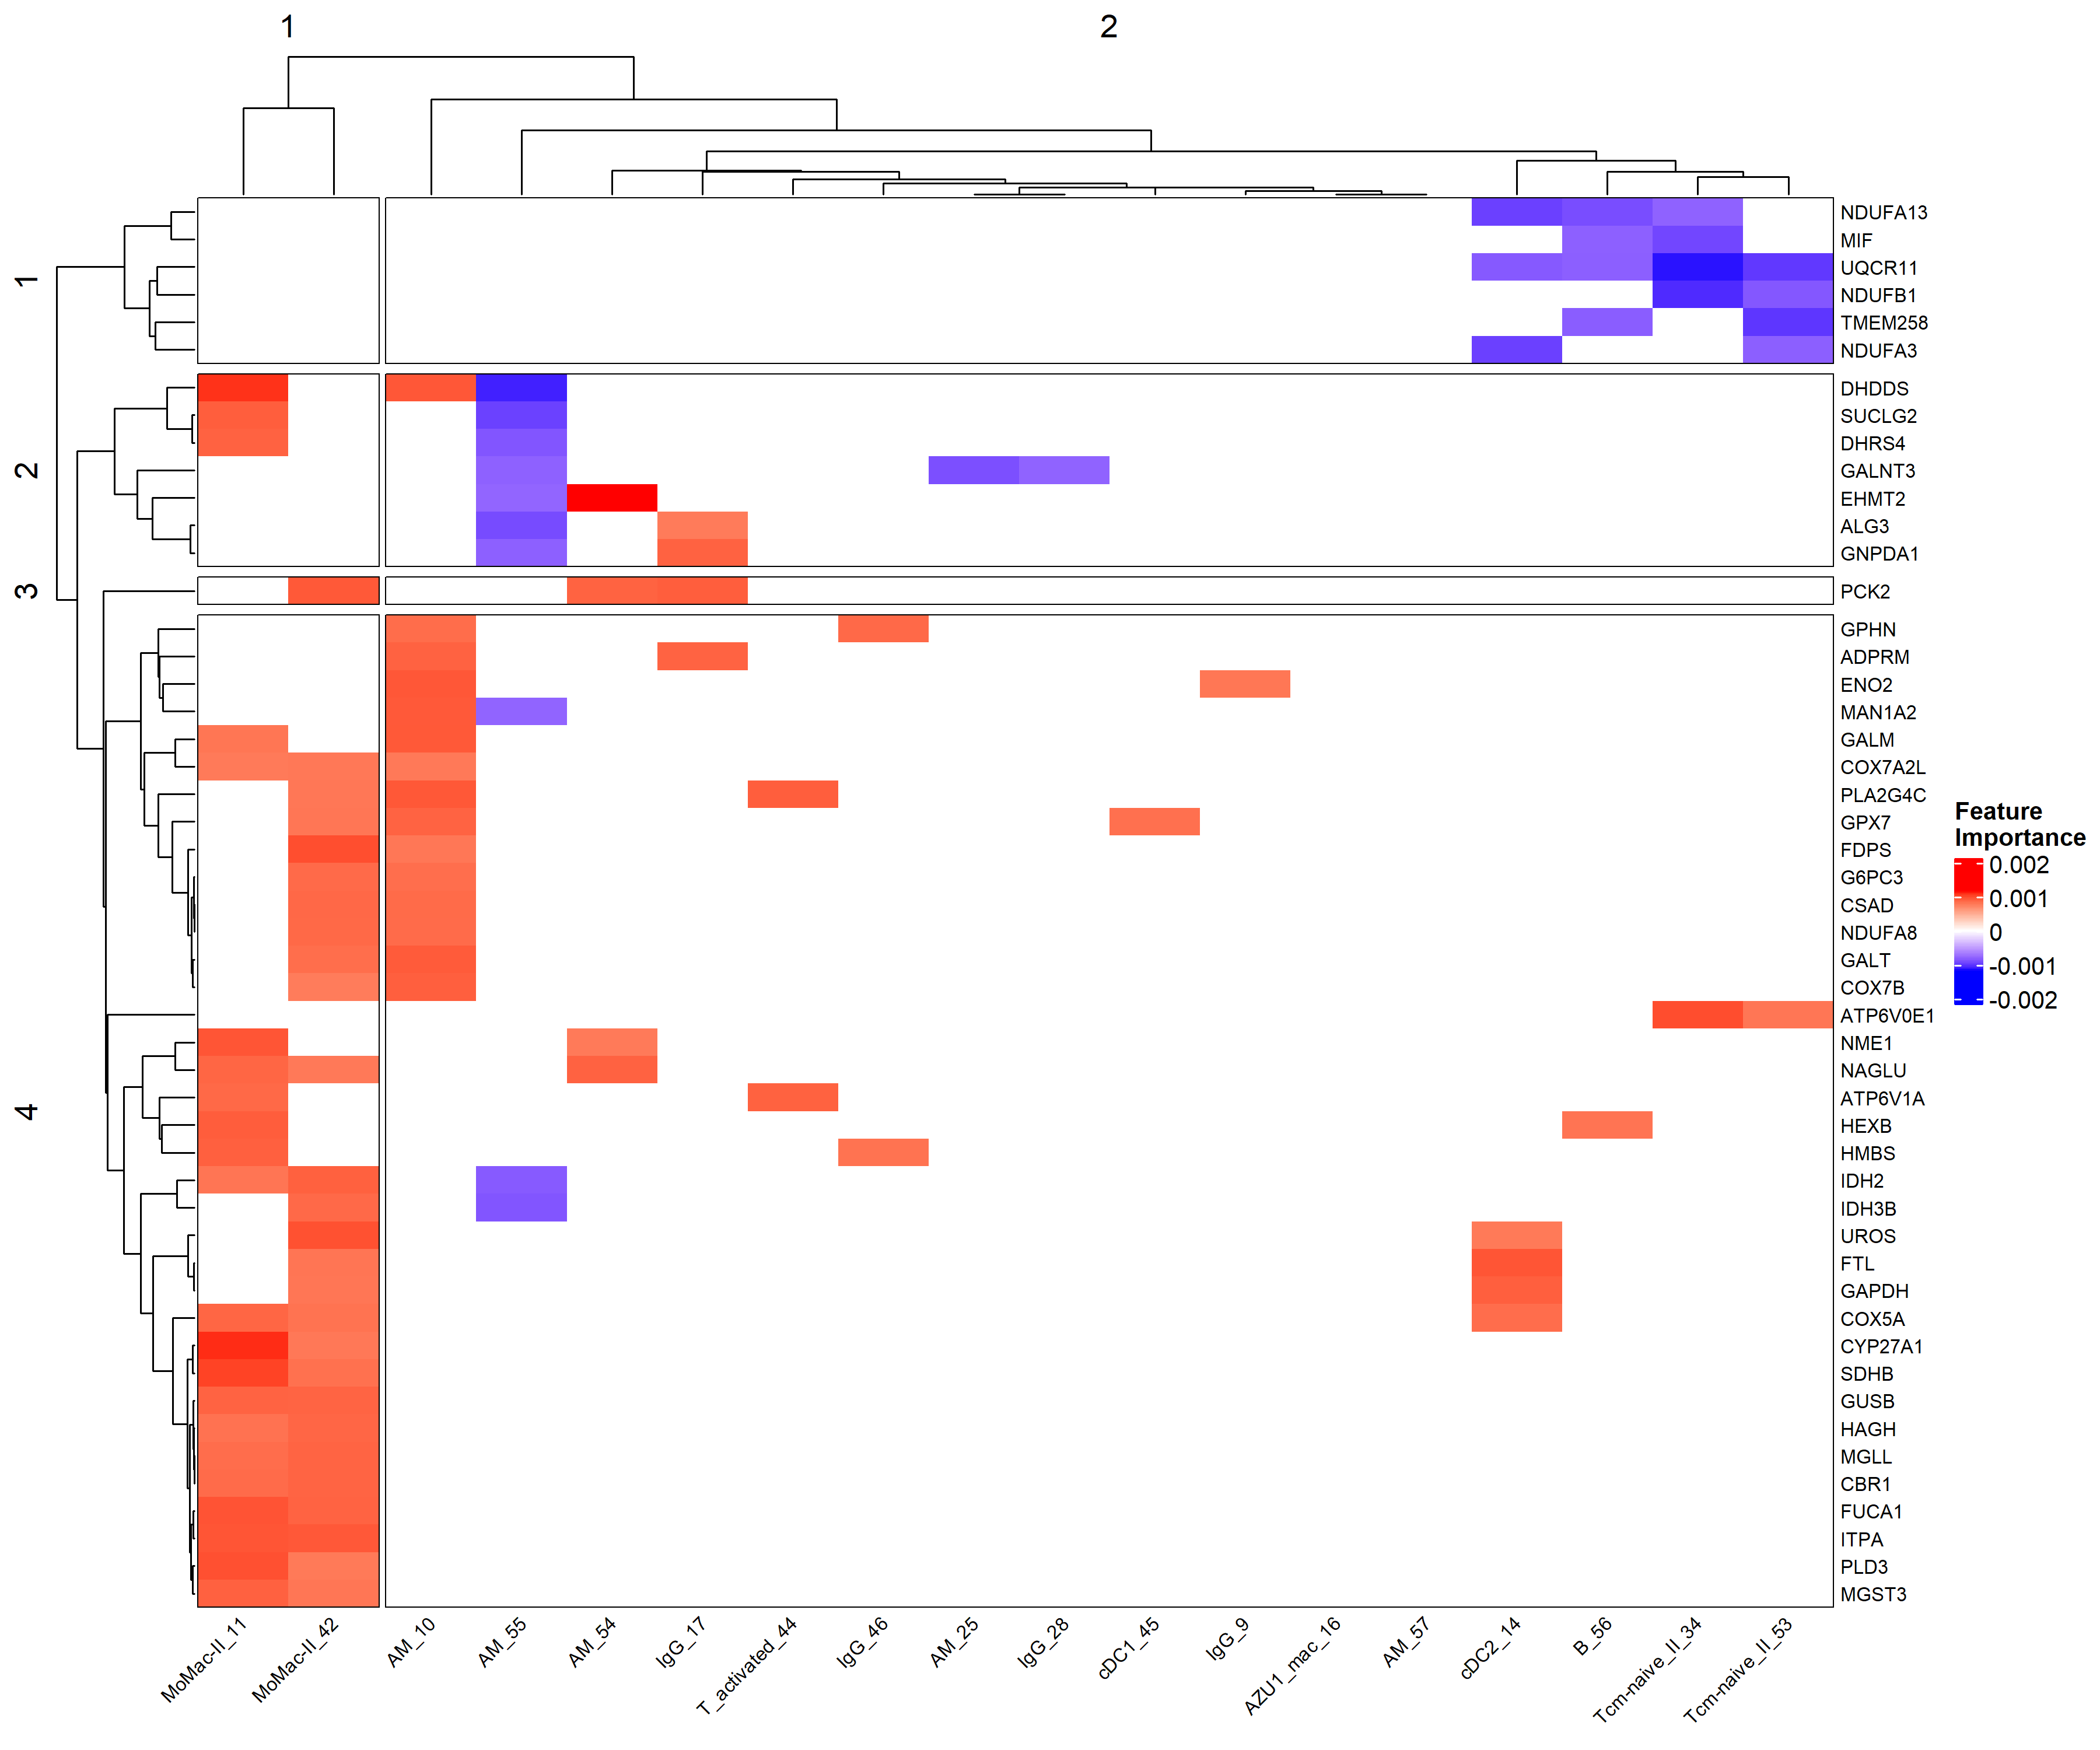 1
2
1
2
3
4
NDUFA13
MIF
UQCR11
NDUFB1
TMEM258
NDUFA3
DHDDS
SUCLG2
DHRS4
GALNT3
EHMT2
ALG3
GNPDA1
PCK2
GPHN
ADPRM
ENO2
MAN1A2
GALM
COX7A2L
PLA2G4C
GPX7
FDPS
G6PC3
CSAD
NDUFA8
GALT
COX7B
ATP6V0E1
NME1
NAGLU
ATP6V1A
HEXB
HMBS
IDH2
IDH3B
UROS
FTL
GAPDH
COX5A
CYP27A1
SDHB
GUSB
HAGH
MGLL
CBR1
FUCA1
ITPA
PLD3
MGST3
MoMac-II_11
MoMac-II_42
AM_10
AM_55
AM_54
IgG_17
T_activated_44
IgG_46
AM_25
IgG_28
cDC1_45
IgG_9
AZU1_mac_16
AM_57
cDC2_14
B_56
Tcm-naive_II_34
Tcm-naive_II_53
Feature
Importance
0.002
0.001
0
-0.001
-0.002